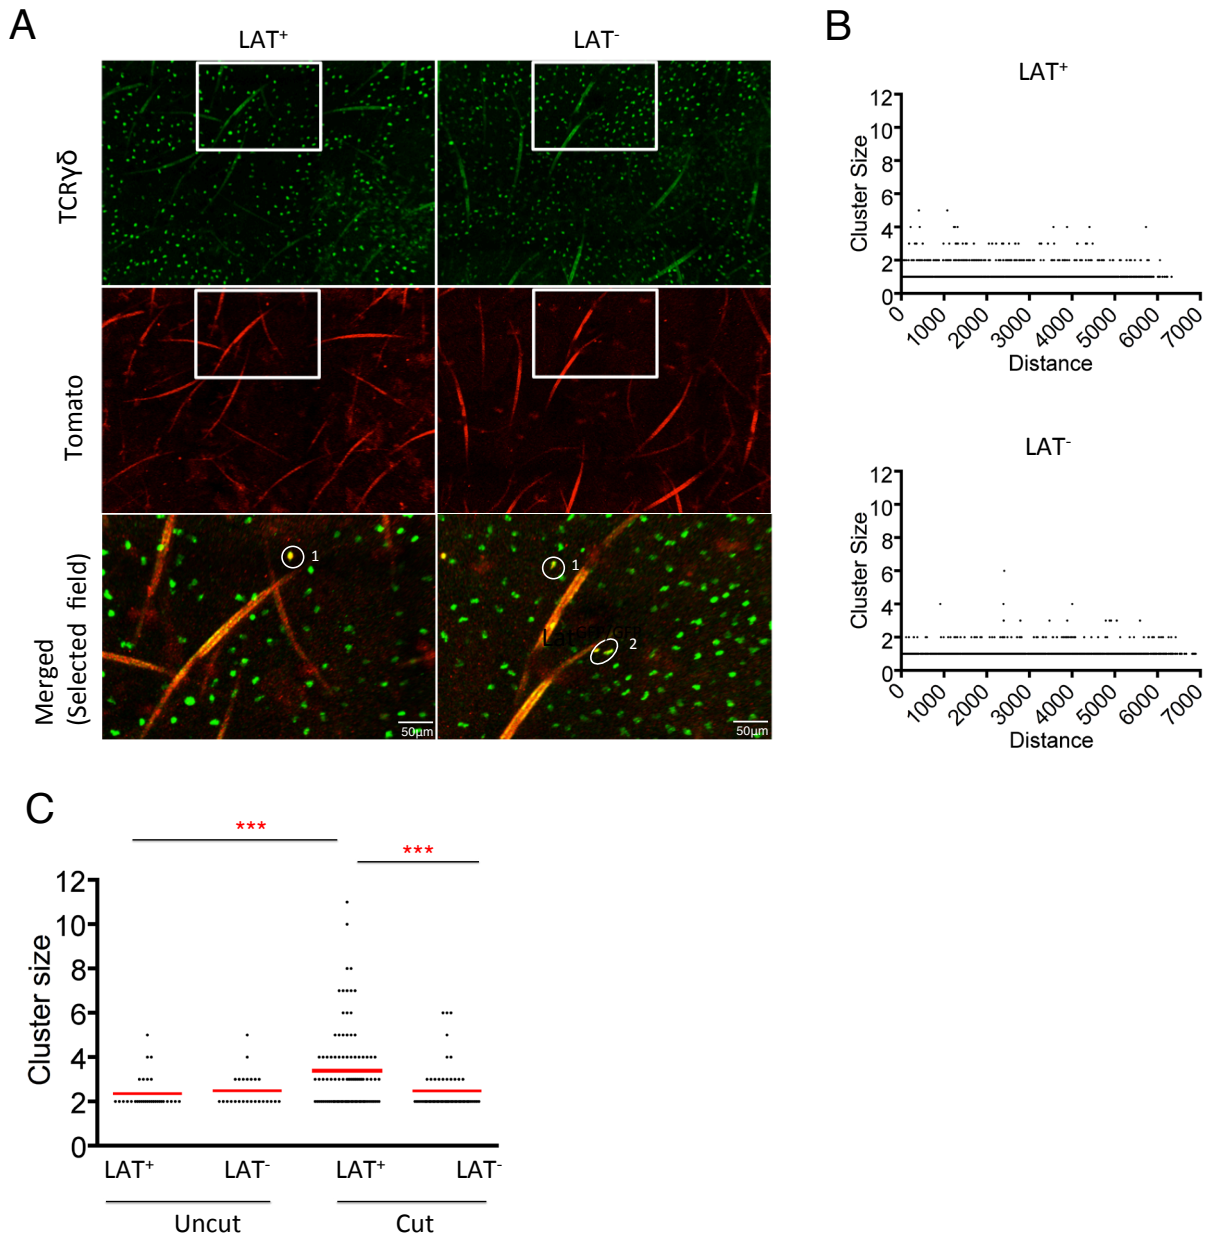 A
LAT⁺
LAT⁻
TCRγδ
Tomato
Merged
(Selected field)
1
1
2
50μm
50μm
B
LAT⁺
12
10
8
6
4
2
0
Cluster Size
0
1000
2000
3000
4000
5000
6000
7000
Distance
LAT⁻
12
10
8
6
4
2
0
Cluster Size
0
1000
2000
3000
4000
5000
6000
7000
Distance
C
***
***
12
10
8
6
4
2
0
Cluster size
LAT⁺
LAT⁻
LAT⁺
LAT⁻
Uncut
Cut